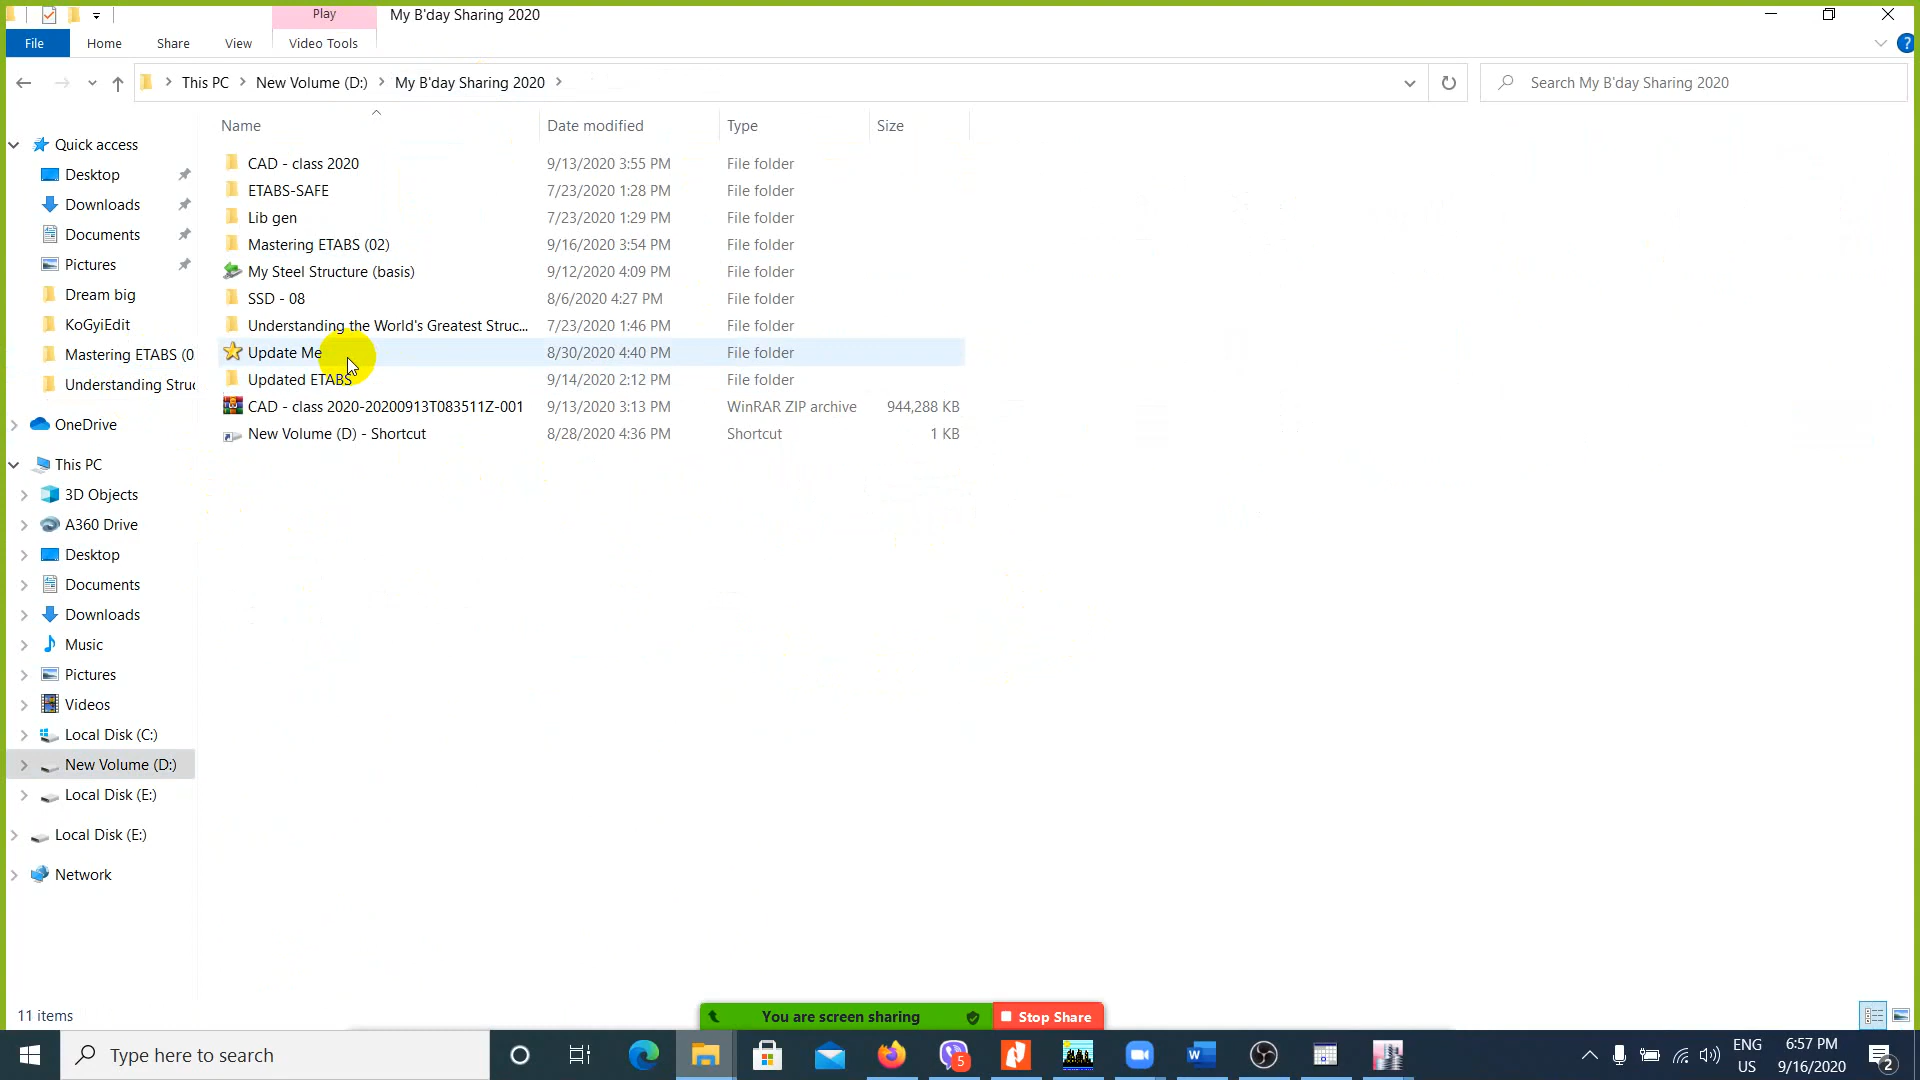 Play
My B'day Sharing 2020
File
Home
Share
View
Video Tools
This PC
New Volume (D:)
My B'day Sharing 2020
Search My B'day Sharing 2020
Name
Date modified
Type
Size
CAD - class 2020 9/13/2020 3:55 PM File folder
ETABS-SAFE 7/23/2020 1:28 PM File folder
Lib gen 7/23/2020 1:29 PM File folder
Mastering ETABS (02) 9/16/2020 3:54 PM File folder
My Steel Structure (basis) 9/12/2020 4:09 PM File folder
SSD - 08 8/6/2020 4:27 PM File folder
Understanding the World's Greatest Struc... 7/23/2020 1:46 PM File folder
Update Me 8/30/2020 4:40 PM File folder
Updated ETABS 9/14/2020 2:12 PM File folder
CAD - class 2020-20200913T083511Z-001 9/13/2020 3:13 PM WinRAR ZIP archive 944,288 KB
New Volume (D) - Shortcut 8/28/2020 4:36 PM Shortcut 1 KB
Quick access
Desktop
Downloads
Documents
Pictures
Dream big
KoGyiEdit
Mastering ETABS (0
Understanding Struc
OneDrive
This PC
3D Objects
A360 Drive
Desktop
Documents
Downloads
Music
Pictures
Videos
Local Disk (C:)
New Volume (D:)
Local Disk (E:)
Local Disk (E:)
Network
11 items
You are screen sharing
Stop Share
Type here to search
5
ENG
US
6:57 PM
9/16/2020
2